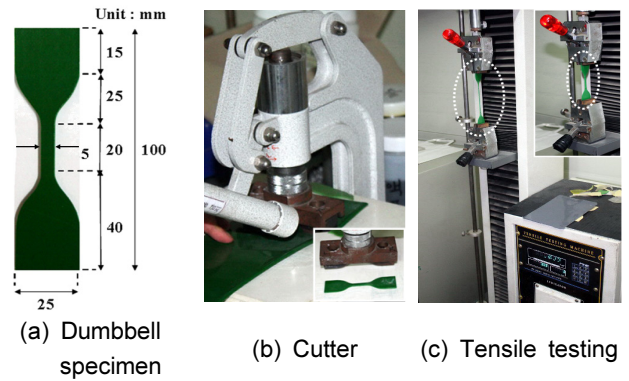 Unit : mm
15
25
5
20
100
40
25
(a) Dumbbell
specimen
(b) Cutter
(c) Tensile testing
TENSILE TESTING MACHINE